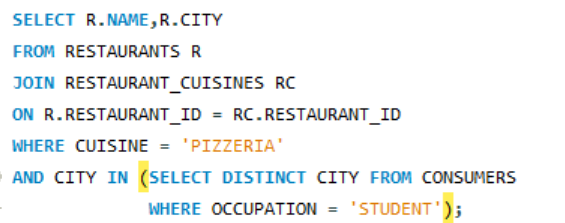 SELECT R.NAME,R.CITY
FROM RESTAURANTS R
JOIN RESTAURANT_CUISINES RC
ON R.RESTAURANT_ID = RC.RESTAURANT_ID
WHERE CUISINE = 'PIZZERIA'
AND CITY IN (SELECT DISTINCT CITY FROM CONSUMERS
WHERE OCCUPATION = 'STUDENT');